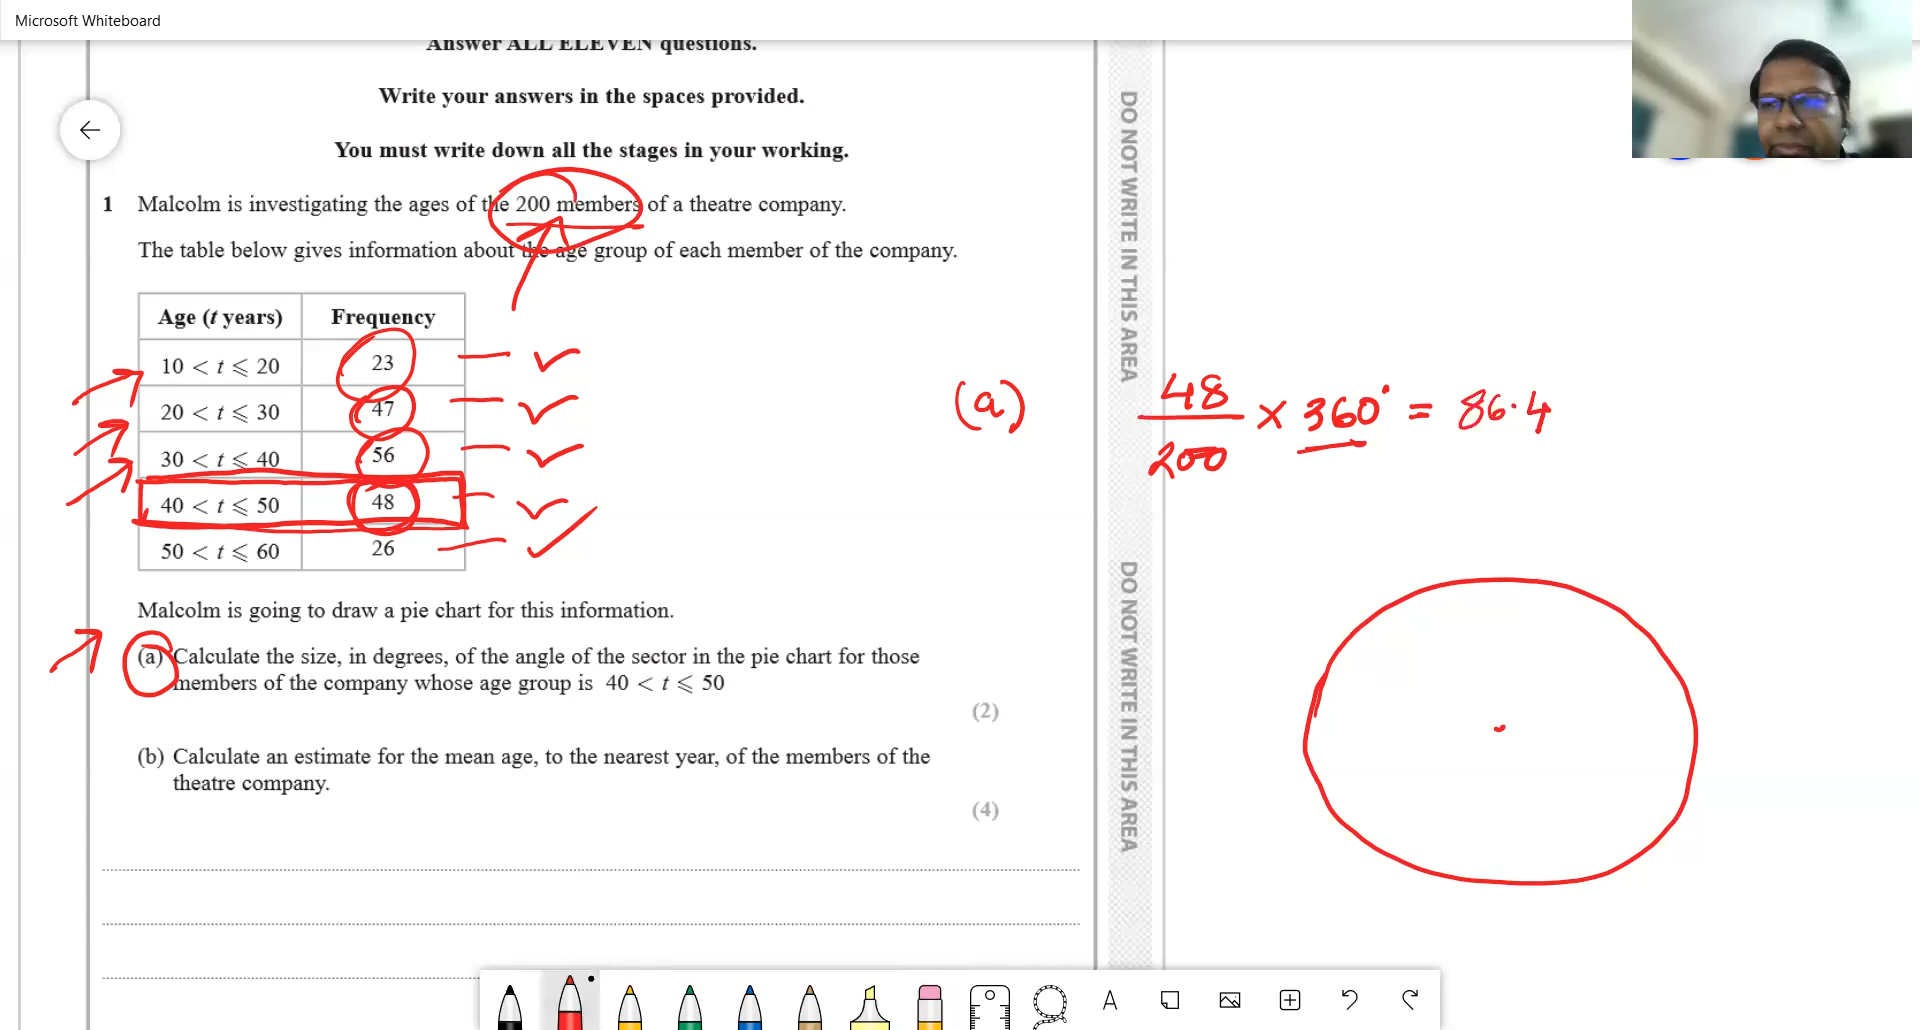 Microsoft Whiteboard
Answer ALL ELEVEN questions.
Write your answers in the spaces provided.
You must write down all the stages in your working.
1 Malcolm is investigating the ages of the 200 members of a theatre company.
The table below gives information about the age group of each member of the company.
Age (t years) Frequency
10 < t ⩽ 20 23
20 < t ⩽ 30 47
30 < t ⩽ 40 56
40 < t ⩽ 50 48
50 < t ⩽ 60 26
Malcolm is going to draw a pie chart for this information.
(a) Calculate the size, in degrees, of the angle of the sector in the pie chart for those
members of the company whose age group is 40 < t ⩽ 50
(2)
(b) Calculate an estimate for the mean age, to the nearest year, of the members of the
theatre company.
(4)
DO NOT WRITE IN THIS AREA
DO NOT WRITE IN THIS AREA
(a)
48
200
× 360° = 86.4
A